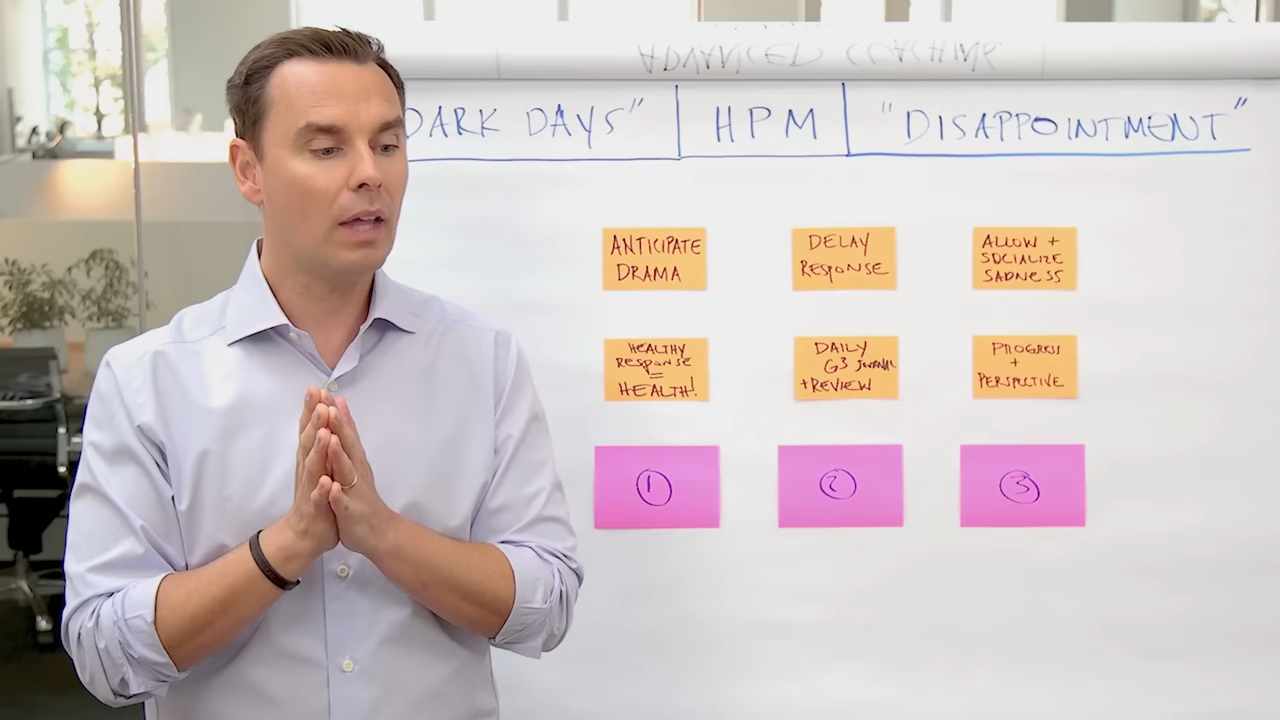 ADVANCED COACHING
DARK DAYS" HPM "DISAPPOINTMENT"
ANTICIPATE
DRAMA
DELAY
RESPONSE
ALLOW +
SOCIALIZE
SADNESS
HEALTHY
RESPONSE
=
HEALTH!
DAILY
G3 JOURNAL
+ REVIEW
PROGRESS
+
PERSPECTIVE
1
2
3